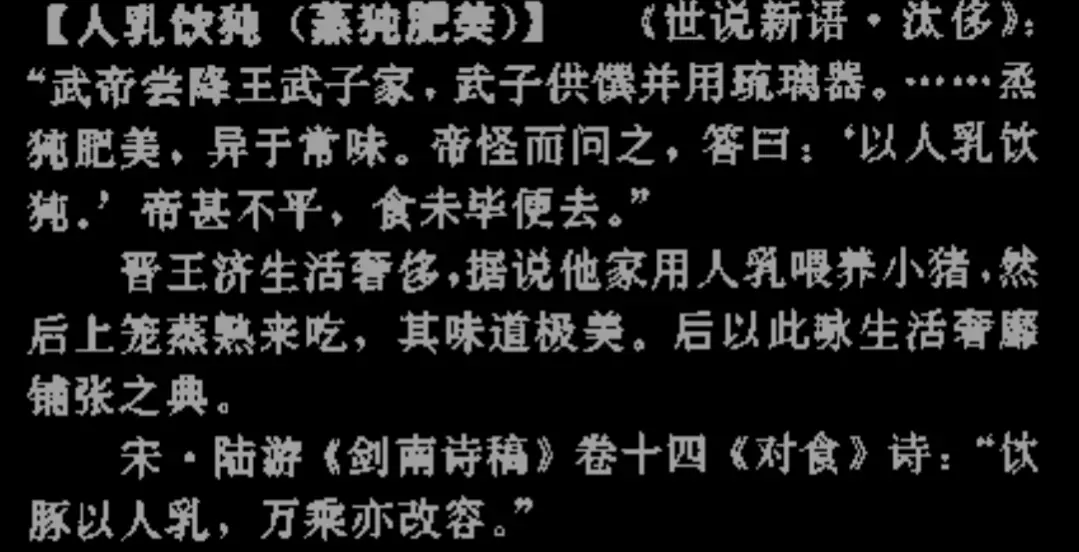 【人乳饮㹠（蒸㹠肥美）】 《世说新语·汰侈》：
“武帝尝降王武子家，武子供馔并用琉璃器。……烝
㹠肥美，异于常味。帝怪而问之，答曰：‘以人乳饮
㹠.’帝甚不平，食未毕便去。”
晋王济生活奢侈，据说他家用人乳喂养小猪，然
后上笼蒸熟来吃，其味道极美。后以此咏生活奢靡
铺张之典。
宋·陆游《剑南诗稿》卷十四《对食》诗：“饮
豚以人乳，万乘亦改容。”